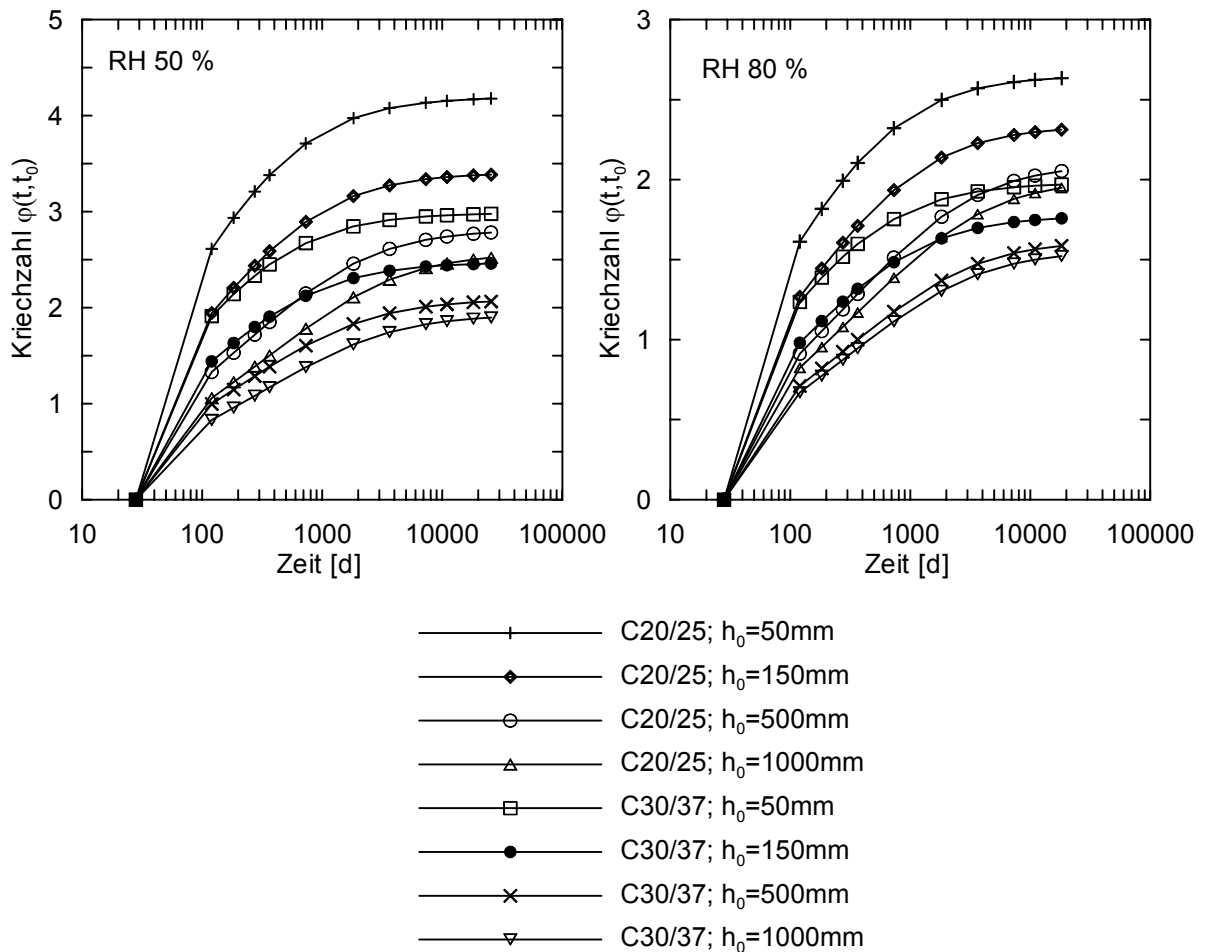 5
4
3
2
1
0
Kriechzahl φ(t,t₀)
RH 50 %
10 100 1000 10000 100000
Zeit [d]
3
2
1
0
Kriechzahl φ(t,t₀)
RH 80 %
10 100 1000 10000 100000
Zeit [d]
C20/25; h₀=50mm
C20/25; h₀=150mm
C20/25; h₀=500mm
C20/25; h₀=1000mm
C30/37; h₀=50mm
C30/37; h₀=150mm
C30/37; h₀=500mm
C30/37; h₀=1000mm